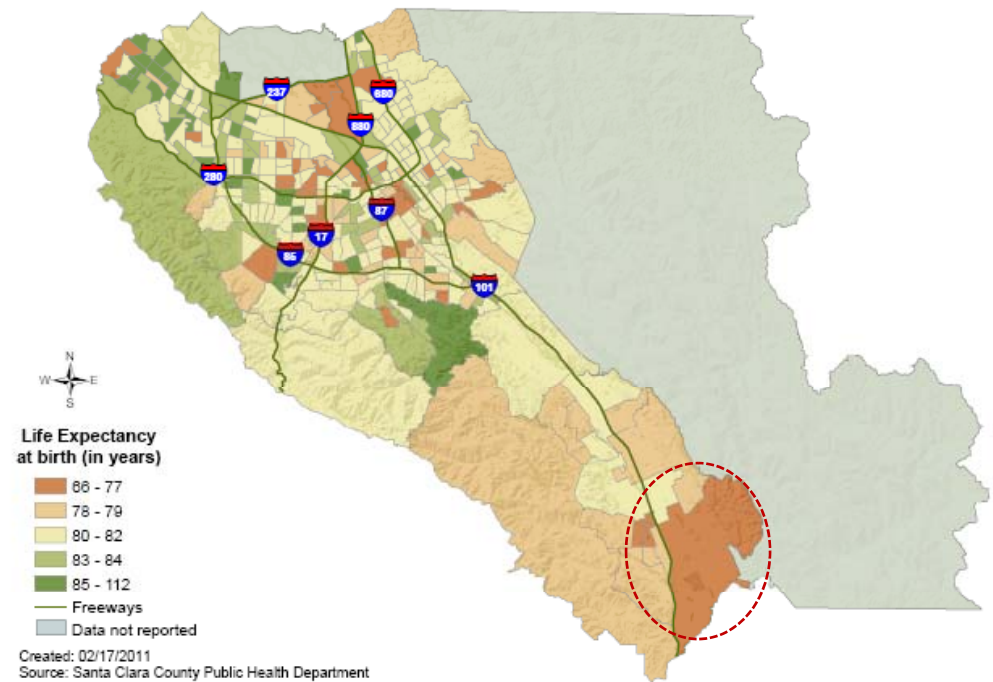 237
680
880
280
87
17
85
101
N
W E
S
Life Expectancy
at birth (in years)
66 - 77
78 - 79
80 - 82
83 - 84
85 - 112
Freeways
Data not reported
Created: 02/17/2011
Source: Santa Clara County Public Health Department